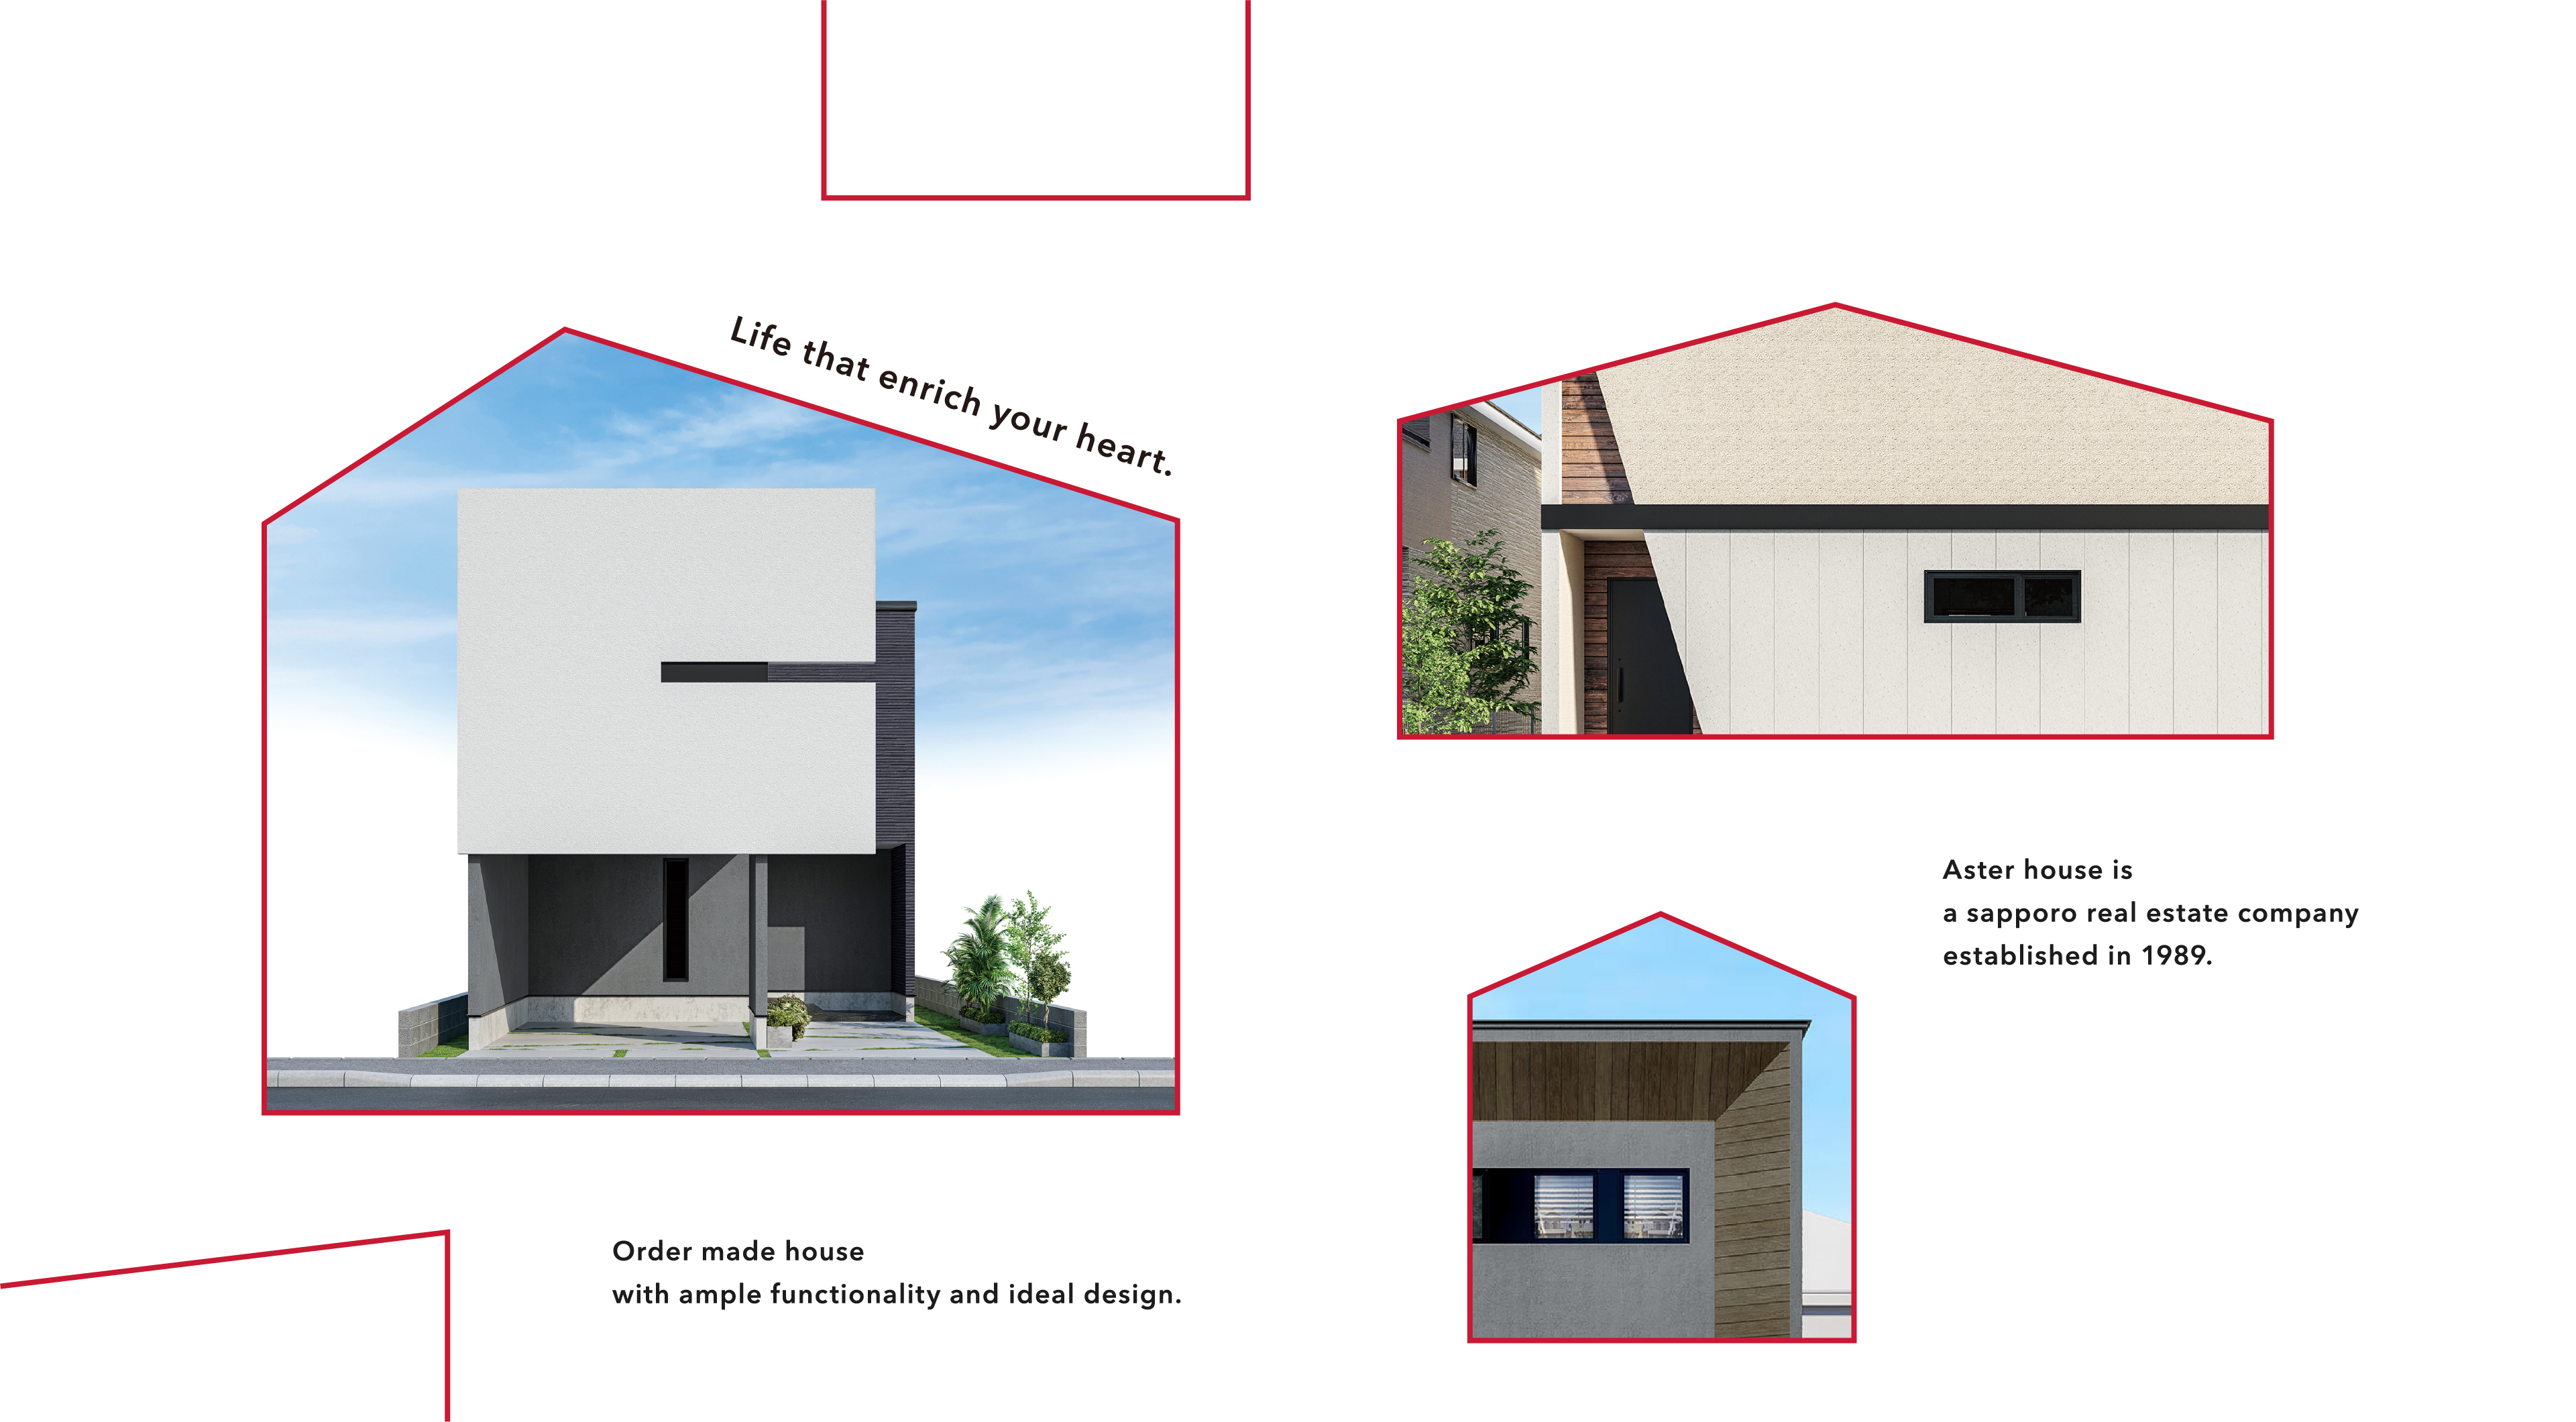 Life that enrich your heart.
Aster house is
a sapporo real estate company
established in 1989.
Order made house
with ample functionality and ideal design.